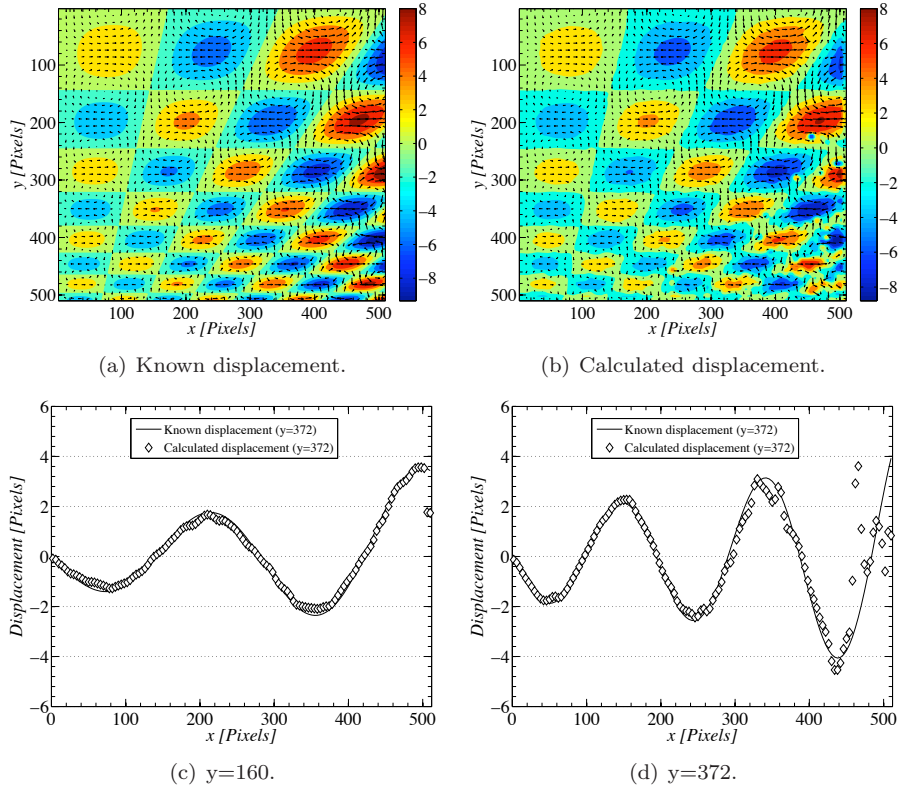 8
6
4
2
0
−2
−4
−6
−8
100
200
300
400
500
y [Pixels]
100 200 300 400 500
x [Pixels]
(a) Known displacement.
8
6
4
2
0
−2
−4
−6
−8
100
200
300
400
500
y [Pixels]
100 200 300 400 500
x [Pixels]
(b) Calculated displacement.
6
4
2
0
−2
−4
−6
Displacement [Pixels]
Known displacement (y=372)
Calculated displacement (y=372)
0 100 200 300 400 500
x [Pixels]
(c) y=160.
6
4
2
0
−2
−4
−6
Displacement [Pixels]
Known displacement (y=372)
Calculated displacement (y=372)
0 100 200 300 400 500
x [Pixels]
(d) y=372.